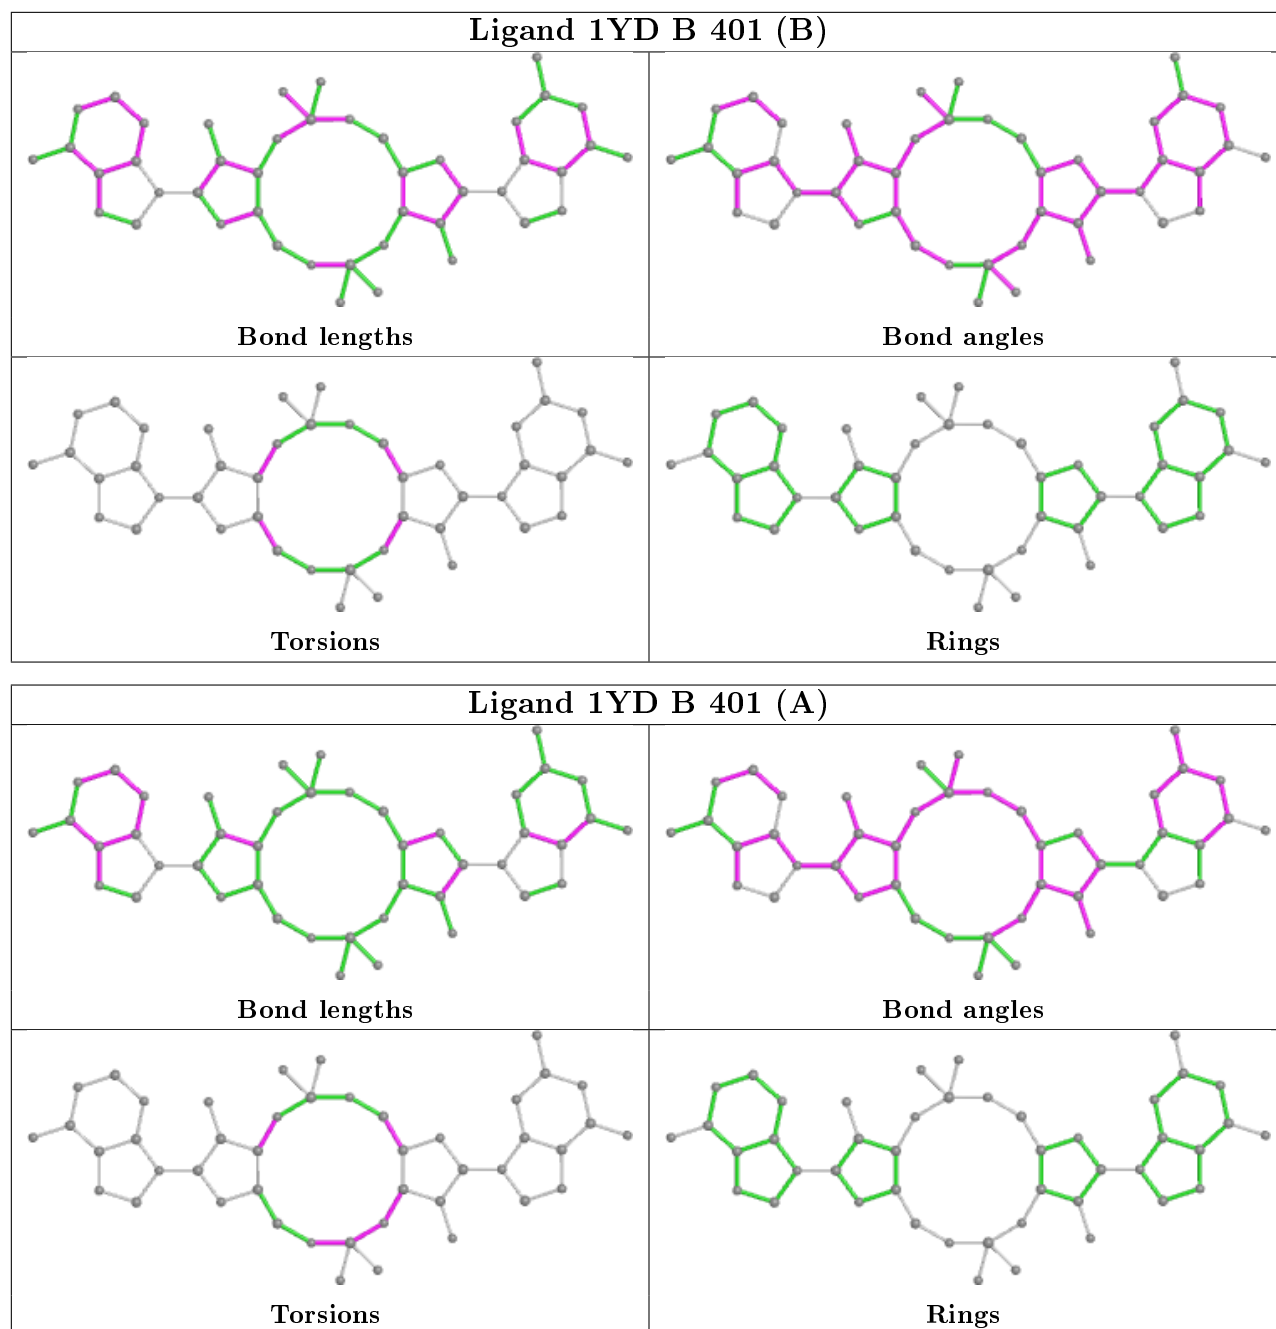 Ligand 1YD B 401 (B)
Bond lengths
Bond angles
Torsions
Rings
Ligand 1YD B 401 (A)
Bond lengths
Bond angles
Torsions
Rings